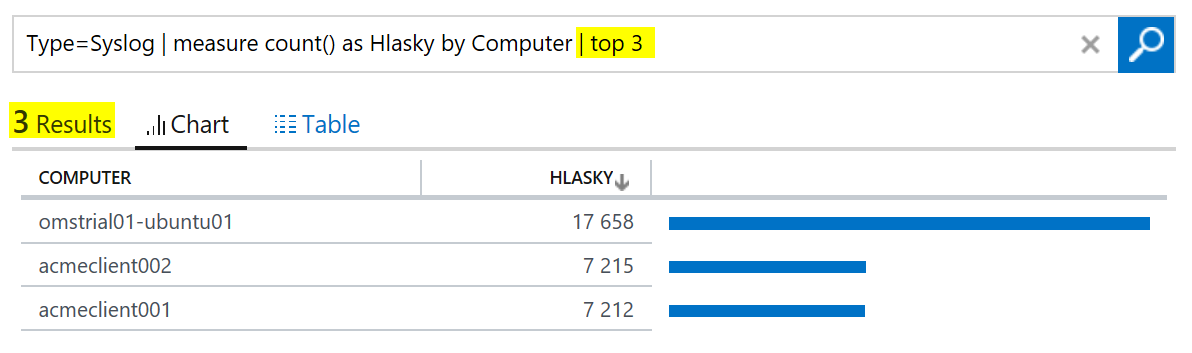 Type=Syslog | measure count() as Hlasky by Computer | top 3
3 Results Chart Table
COMPUTER HLASKY
omstrial01-ubuntu01 17 658
acmeclient002 7 215
acmeclient001 7 212